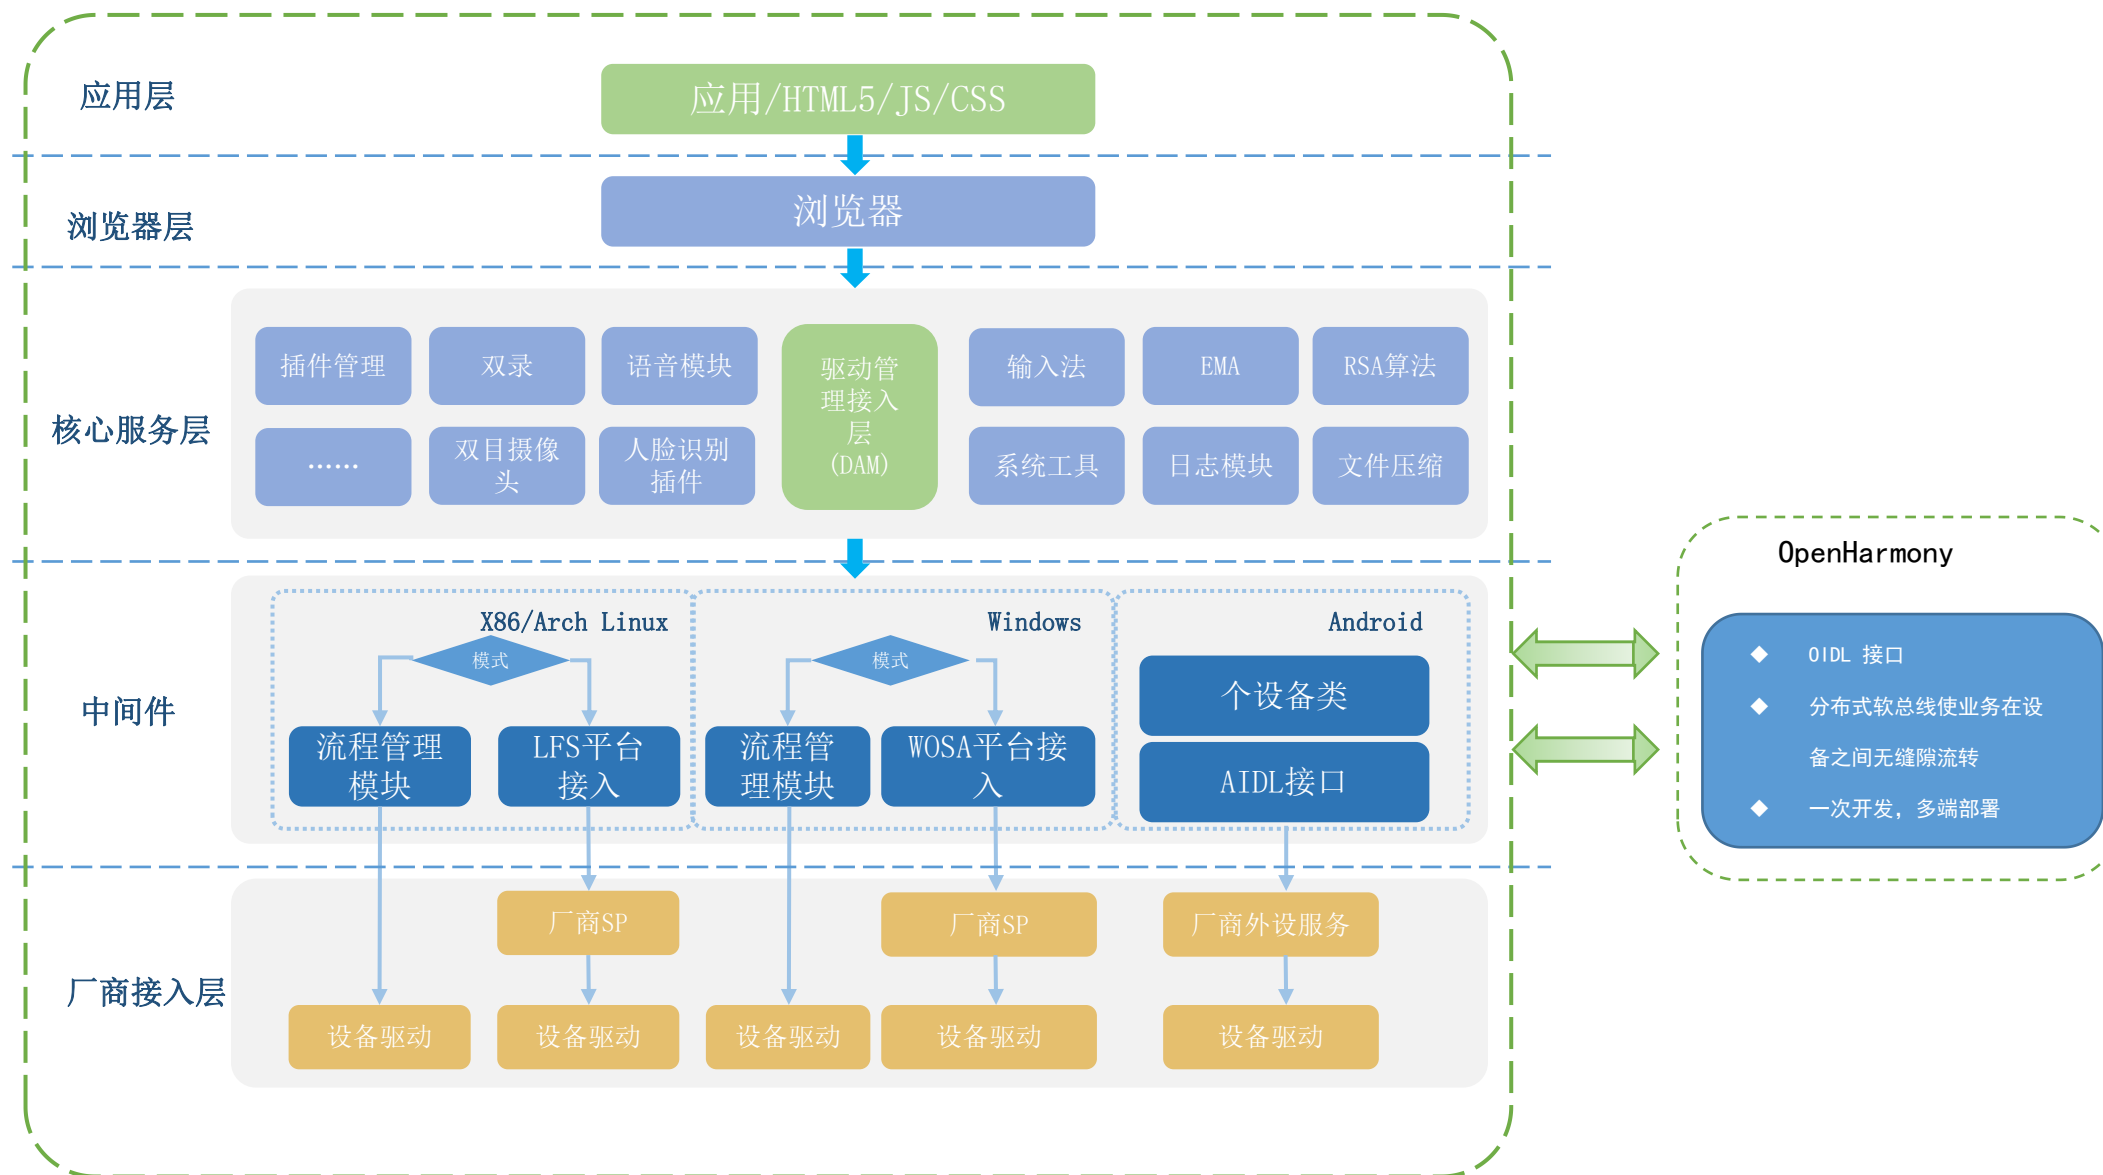 应用层
应用/HTML5/JS/CSS
浏览器层
浏览器
核心服务层
插件管理
双录
语音模块
驱动管
理接入
层
(DAM)
输入法
EMA
RSA算法
……
双目摄像
头
人脸识别
插件
系统工具
日志模块
文件压缩
中间件
X86/Arch Linux
模式
流程管理
模块
LFS平台
接入
Windows
模式
流程管
理模块
WOSA平台接
入
Android
个设备类
AIDL接口
厂商接入层
厂商SP
厂商SP
厂商外设服务
设备驱动
设备驱动
设备驱动
设备驱动
设备驱动
OpenHarmony
◆ OIDL 接口
◆ 分布式软总线使业务在设
备之间无缝隙流转
◆ 一次开发，多端部署